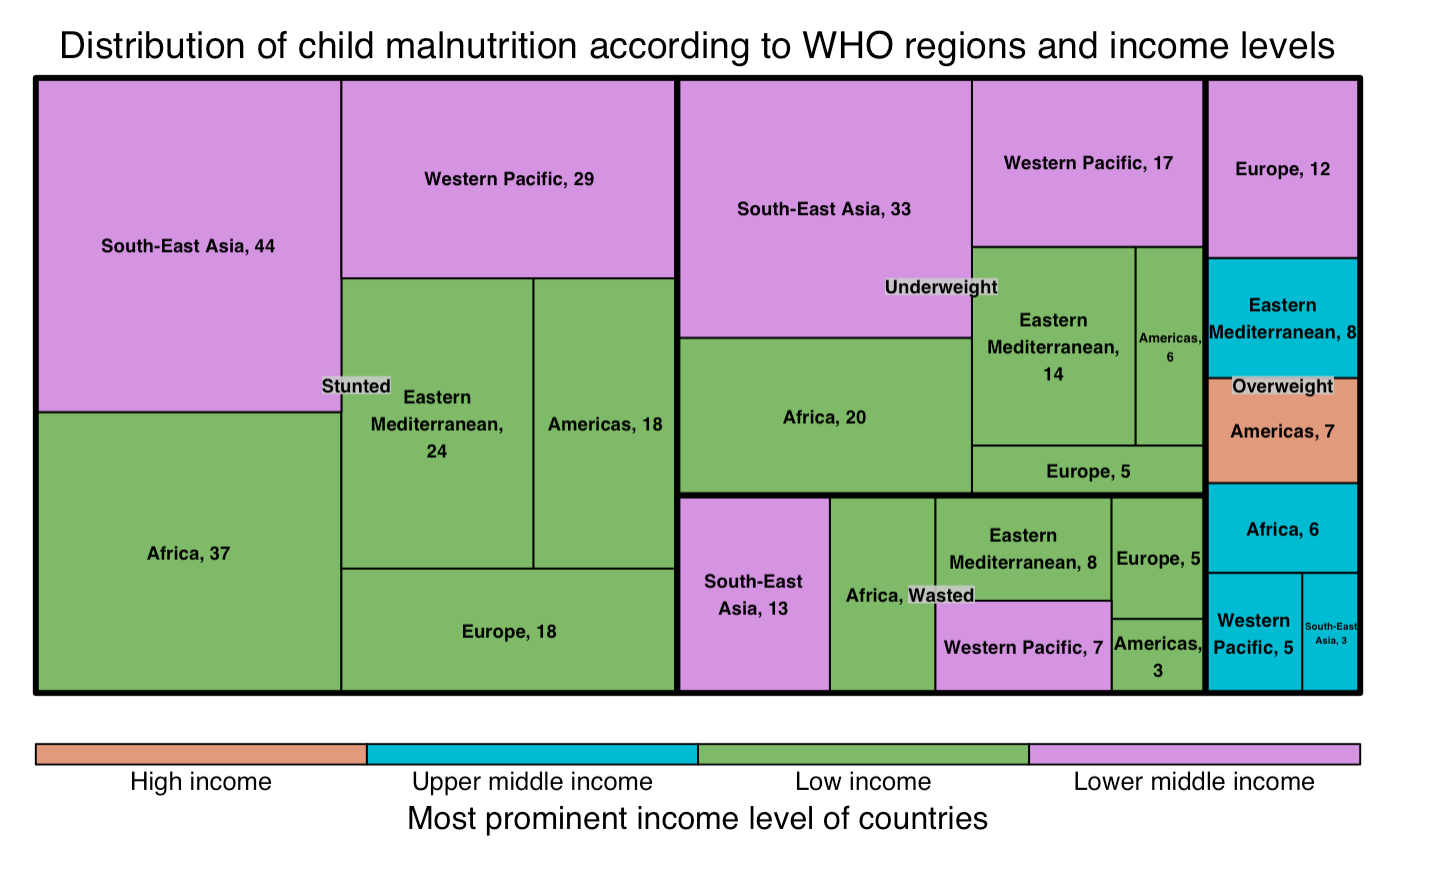 Distribution of child malnutrition according to WHO regions and income levels
South-East Asia, 44
Western Pacific, 29
Eastern
Mediterranean,
24
Americas, 18
Africa, 37
Europe, 18
Stunted
South-East Asia, 33
Western Pacific, 17
Africa, 20
Eastern
Mediterranean,
14
Americas,
6
Europe, 5
Underweight
South-East
Asia, 13
Africa,
Eastern
Mediterranean, 8
Western Pacific, 7
Europe, 5
Americas,
3
Wasted
Europe, 12
Eastern
Mediterranean, 8
Overweight
Americas, 7
Africa, 6
Western
Pacific, 5
South-East
Asia, 3
High income
Upper middle income
Low income
Lower middle income
Most prominent income level of countries